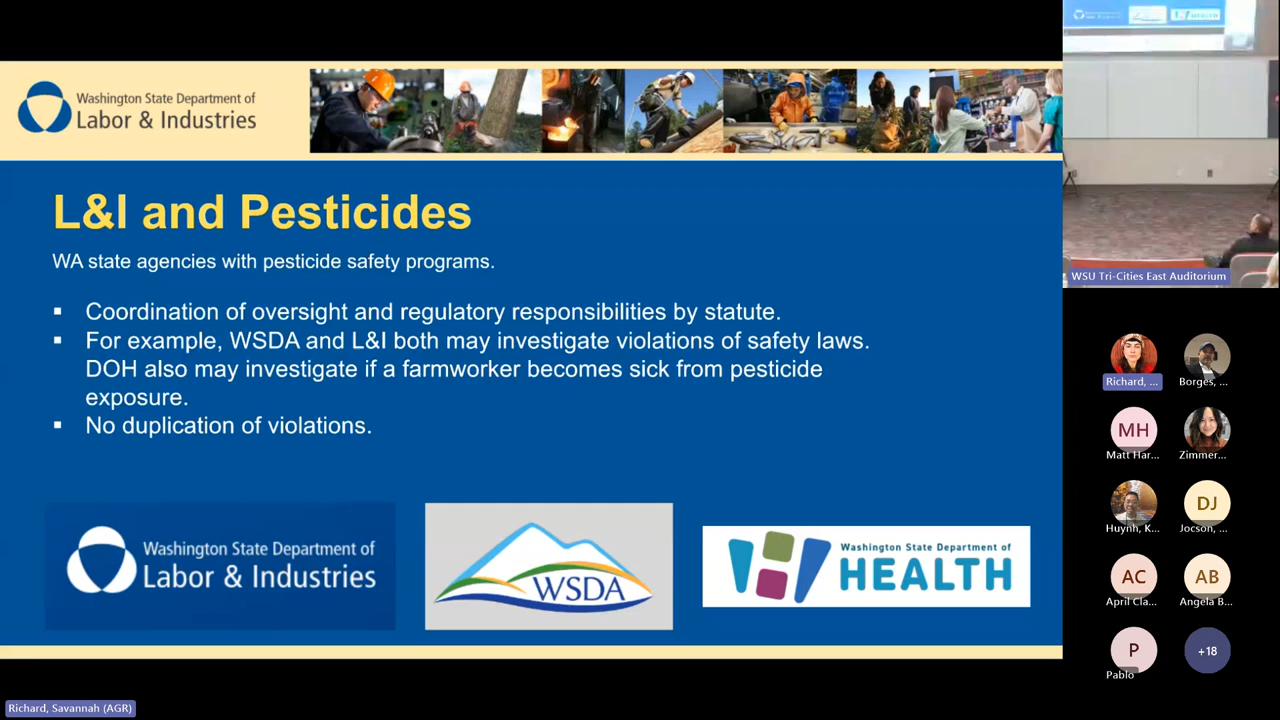 Washington State Department of
Labor & Industries
HEALTH
L&I and Pesticides
WA state agencies with pesticide safety programs.
▪ Coordination of oversight and regulatory responsibilities by statute.
▪ For example, WSDA and L&I both may investigate violations of safety laws.
DOH also may investigate if a farmworker becomes sick from pesticide
exposure.
▪ No duplication of violations.
Washington State Department of
Labor & Industries
WSDA
Washington State Department of
HEALTH
WSU Tri-Cities East Auditorium
Richard, ...
Borges, ...
MH
Matt Har...
Zimmer...
Huynh, K...
DJ
Jocson, ...
AC
April Cla...
AB
Angela B...
P
Pablo
+18
Richard, Savannah (AGR)